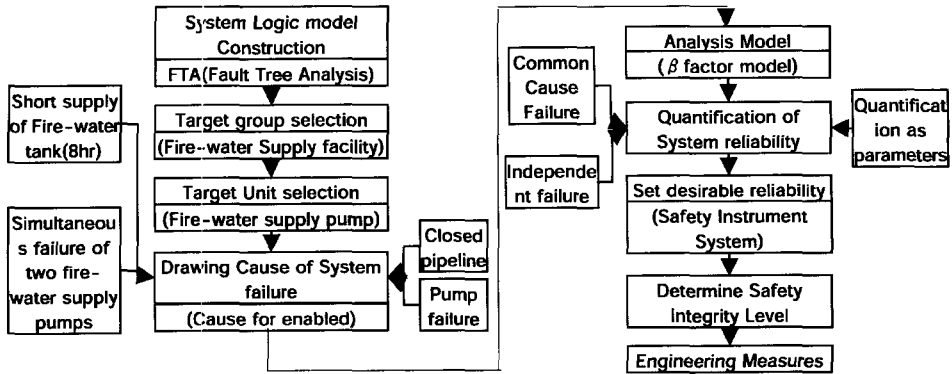 System Logic model
Construction
FTA(Fault Tree Analysis)
Short supply
of Fire-water
tank(8hr)
Target group selection
(Fire-water Supply facility)
Target Unit selection
(Fire-water supply pump)
Simultaneou
s failure of
two fire-
water supply
pumps
Drawing Cause of System
failure
(Cause for enabled)
Closed
pipeline
Pump
failure
Common
Cause
Failure
Independe
nt failure
Analysis Model
(β factor model)
Quantification of
System reliability
Quantificat
ion as
parameters
Set desirable reliability
(Safety Instrument
System)
Determine Safety
integrity Level
Engineering Measures